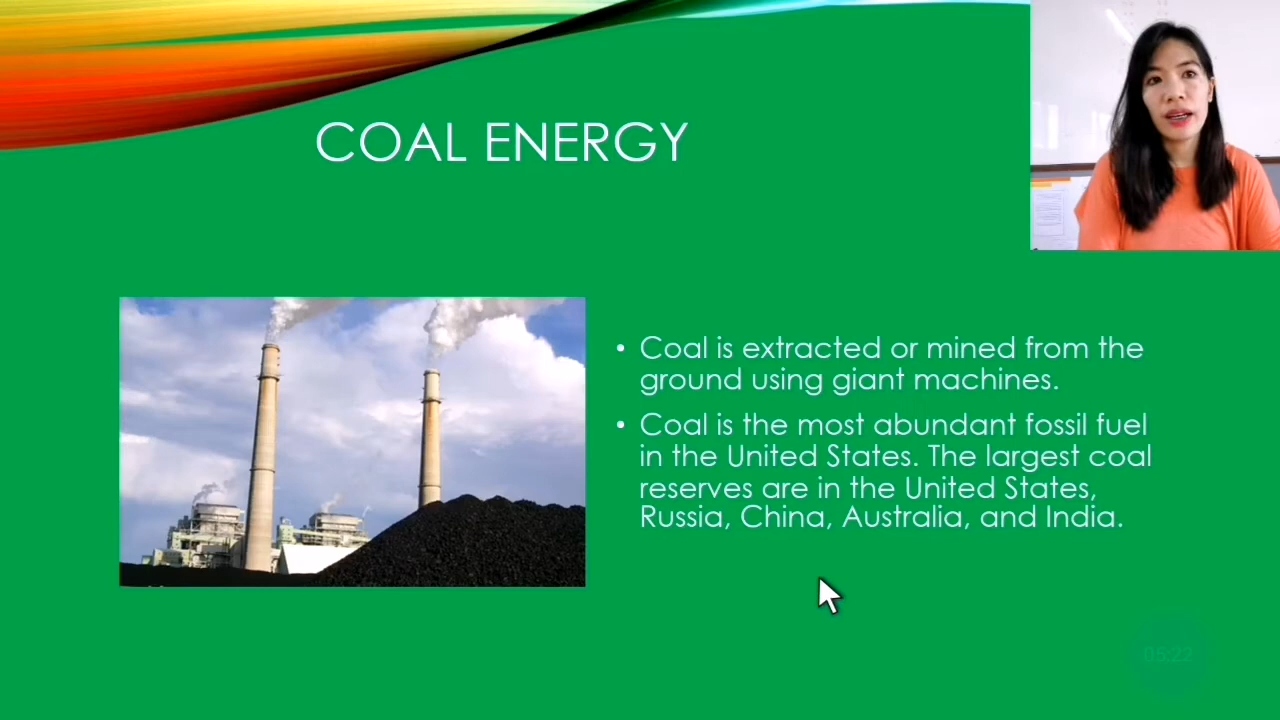 COAL ENERGY
• Coal is extracted or mined from the
ground using giant machines.
• Coal is the most abundant fossil fuel
in the United States. The largest coal
reserves are in the United States,
Russia, China, Australia, and India.
05:22